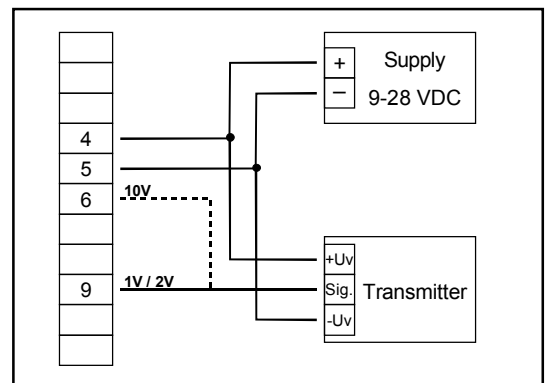 4
5
6
9
10V
1V / 2V
+
−
Supply
9-28 VDC
+Uv
Sig.
-Uv
Transmitter